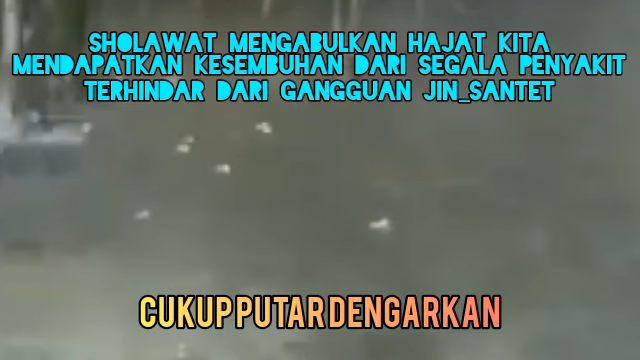 SHOLAWAT MENGABULKAN HAJAT KITA
MENDAPATKAN KESEMBUHAN DARI SEGALA PENYAKIT
TERHINDAR DARI GANGGUAN JIN_SANTET
CUKUP PUTAR DENGARKAN